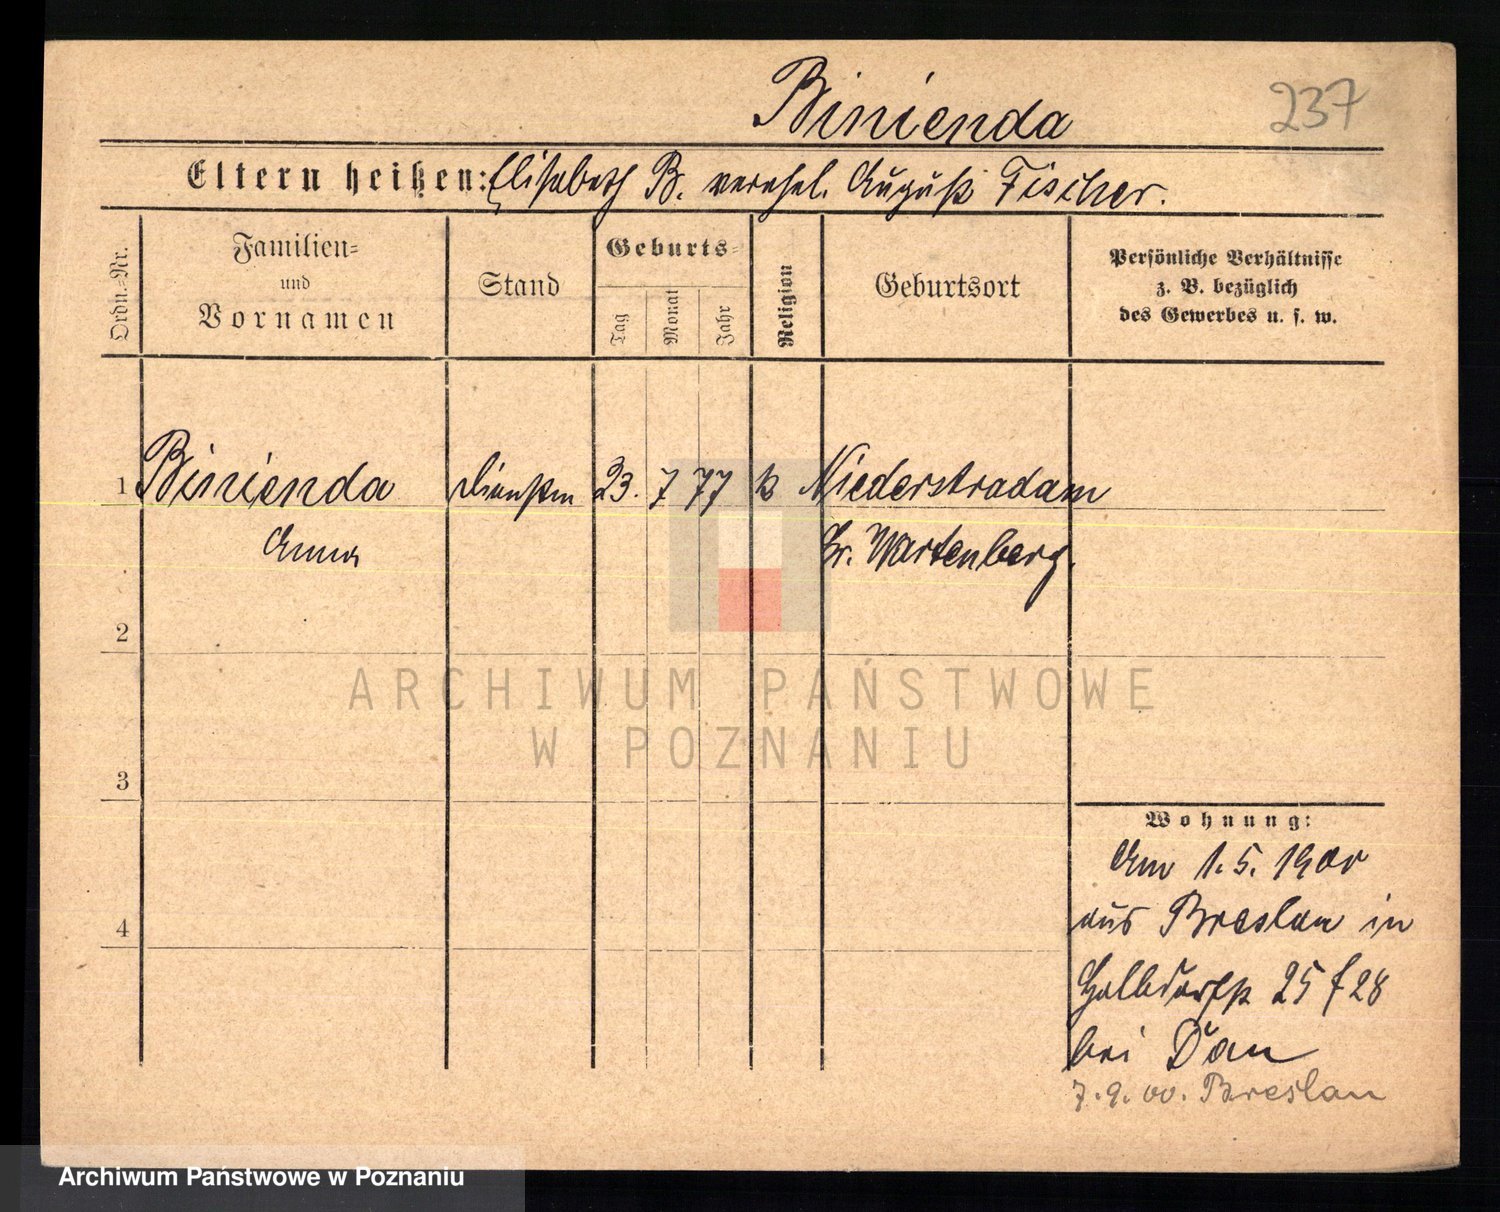 Binienda 237
Eltern heißen: Elisabeth B. verehel. August Fischer.
Ordn.-Nr.
Familien-
und
Vornamen
Stand
Geburts-
Tag
Monat
Jahr
Religion
Geburtsort
Persönliche Verhältnisse
z. B. bezüglich
des Gewerbes u. s. w.
1 Binienda Dienstm 23. 7 77 k Niederstradam
Anna Kr. Wartenberg.
2
ARCHIWUM PAŃSTWOWE
W POZNANIU
3
Wohnung:
Am 1.5.1900
aus Breslau in
4
Halbdorfst 25 f 28
bei Dau
7.9.00. Breslau
Archiwum Państwowe w Poznaniu